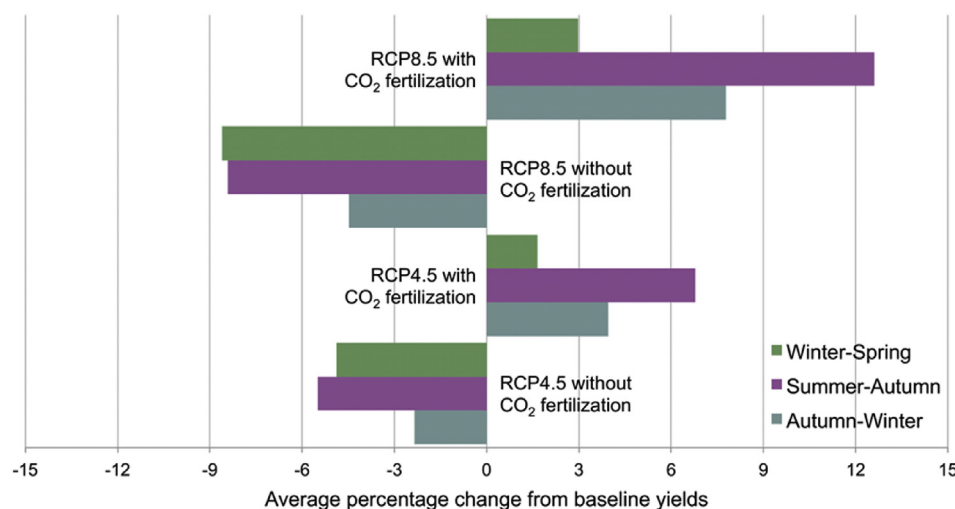 RCP8.5 with
CO₂ fertilization
RCP8.5 without
CO₂ fertilization
RCP4.5 with
CO₂ fertilization
RCP4.5 without
CO₂ fertilization
Winter-Spring
Summer-Autumn
Autumn-Winter
-15 -12 -9 -6 -3 0 3 6 9 12 15
Average percentage change from baseline yields